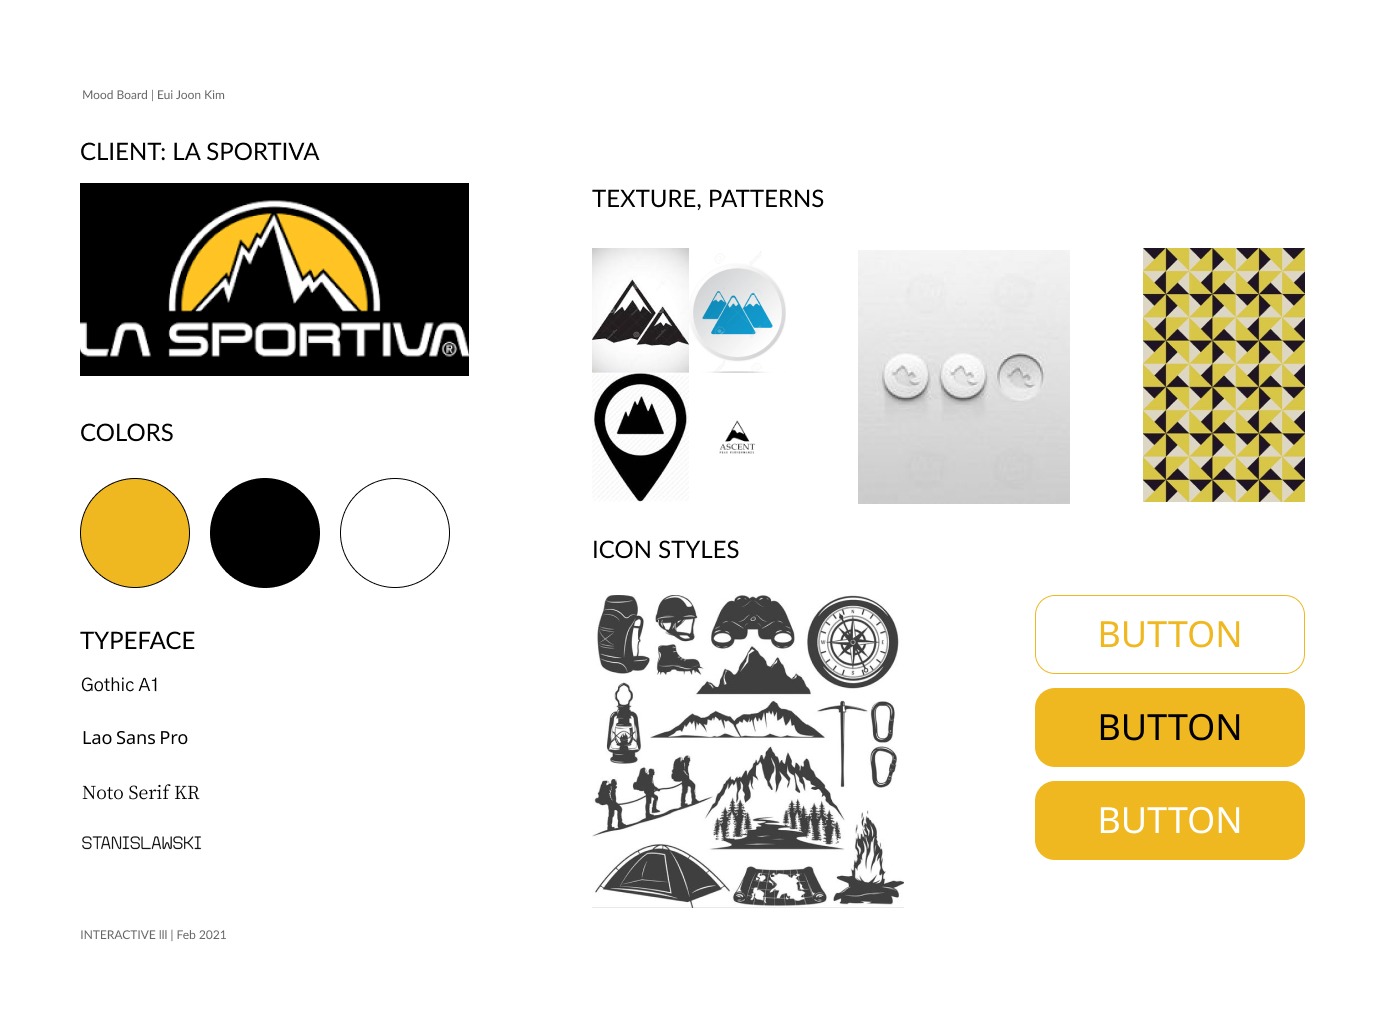 Mood Board | Eui Joon Kim
CLIENT: LA SPORTIVA
LA SPORTIVA®
COLORS
TYPEFACE
Gothic A1
Lao Sans Pro
Noto Serif KR
STANISLAWSKI
INTERACTIVE lll | Feb 2021
TEXTURE, PATTERNS
ASCENT
ICON STYLES
BUTTON
BUTTON
BUTTON